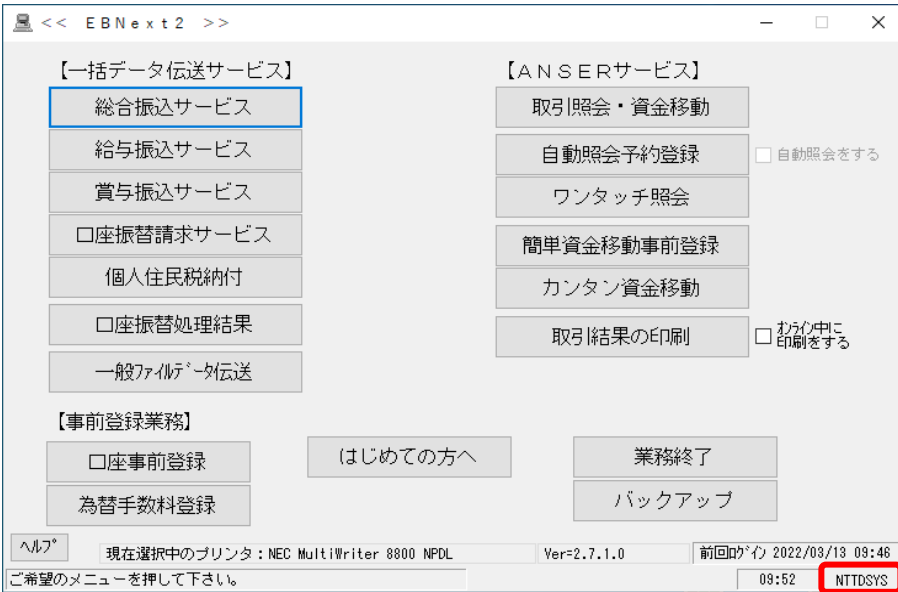 << EBNext2 >>
【一括データ伝送サービス】
総合振込サービス
給与振込サービス
賞与振込サービス
口座振替請求サービス
個人住民税納付
口座振替処理結果
一般ﾌｧｲﾙﾃﾞｰﾀ伝送
【ANSERサービス】
取引照会・資金移動
自動照会予約登録
自動照会をする
ワンタッチ照会
簡単資金移動事前登録
カンタン資金移動
取引結果の印刷
ｵﾝﾗｲﾝ中に
印刷をする
【事前登録業務】
口座事前登録
為替手数料登録
はじめての方へ
業務終了
バックアップ
ﾍﾙﾌﾟ
現在選択中のプリンタ：NEC MultiWriter 8800 NPDL
Ver=2.7.1.0
前回ﾛｸﾞｲﾝ 2022/03/13 09:46
ご希望のメニューを押して下さい。
09:52
NTTDSYS